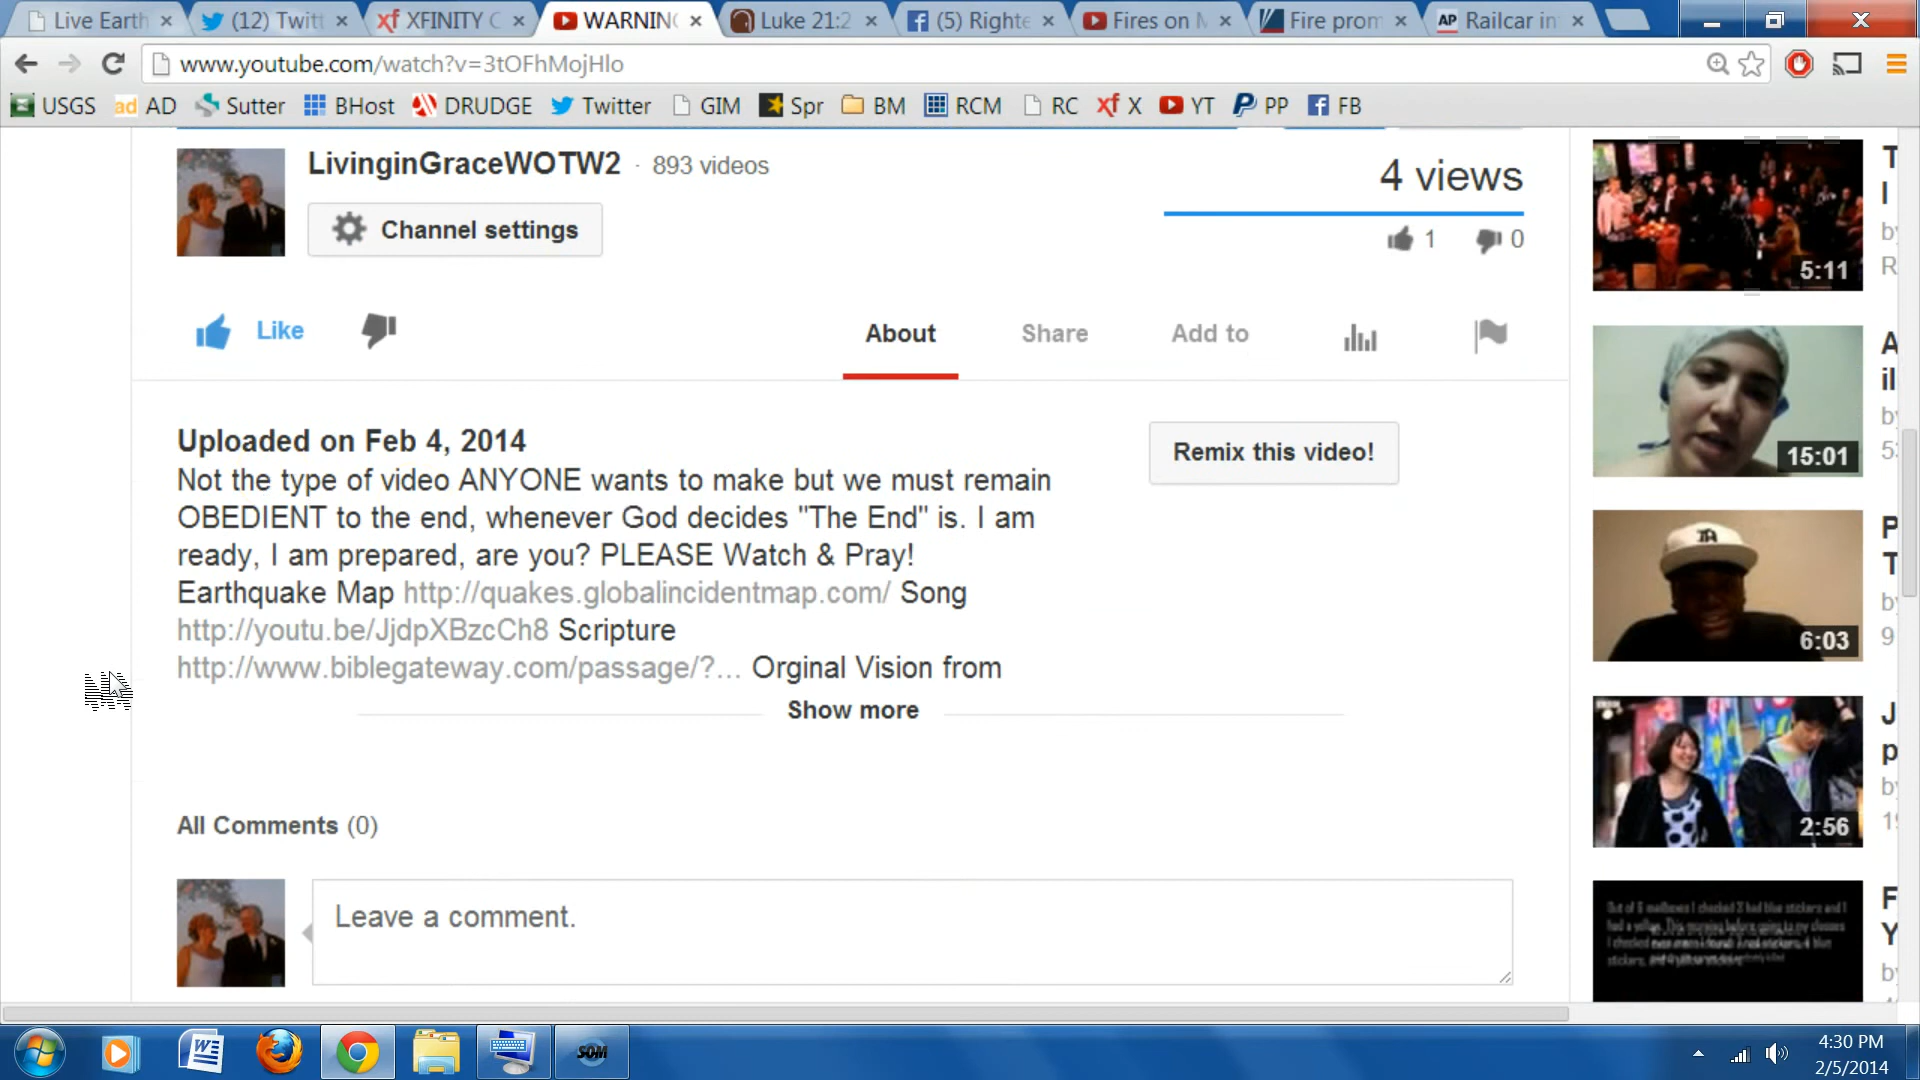 Live Earth
(12) Twitt
XFINITY C
WARNING
Luke 21:2
(5) Righte
Fires on M
Fire prom
Railcar in
www.youtube.com/watch?v=3tOFhMojHlo
USGS
ad AD
Sutter
BHost
DRUDGE
Twitter
GIM
Spr
BM
RCM
RC
xf X
YT
PP
FB
LivinginGraceWOTW2 · 893 videos
Channel settings
4 views
1
0
Like
About
Share
Add to
Uploaded on Feb 4, 2014
Remix this video!
Not the type of video ANYONE wants to make but we must remain
OBEDIENT to the end, whenever God decides "The End" is. I am
ready, I am prepared, are you? PLEASE Watch & Pray!
Earthquake Map http://quakes.globalincidentmap.com/ Song
http://youtu.be/JjdpXBzcCh8 Scripture
http://www.biblegateway.com/passage/?... Orginal Vision from
Show more
All Comments (0)
Leave a comment.
5:11
15:01
6:03
2:56
SOM
4:30 PM
2/5/2014